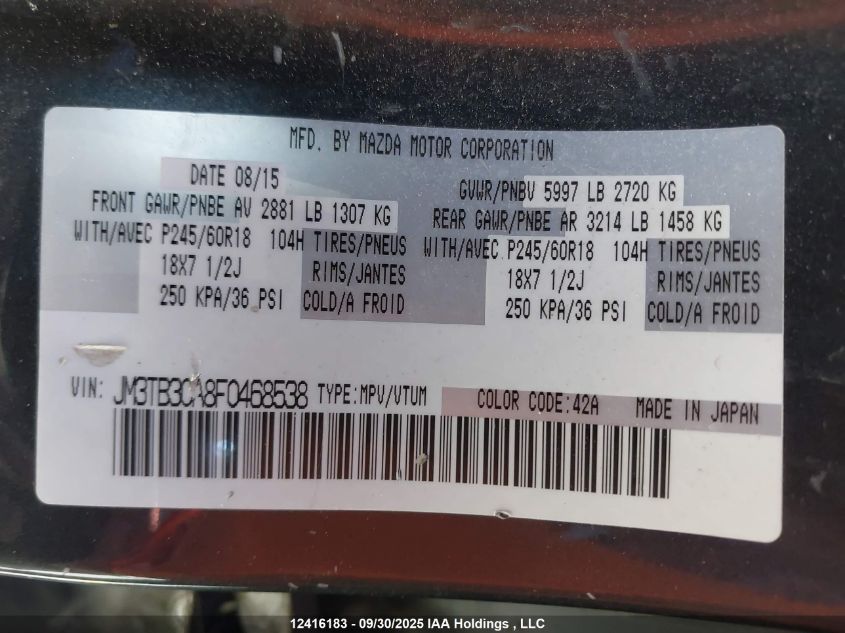 MFD. BY MAZDA MOTOR CORPORATION
DATE 08/15 GVWR/PNBV 5997 LB 2720 KG
FRONT GAWR/PNBE AV 2881 LB 1307 KG REAR GAWR/PNBE AR 3214 LB 1458 KG
WITH/AVEC P245/60R18 104H TIRES/PNEUS WITH/AVEC P245/60R18 104H TIRES/PNEUS
18X7 1/2J RIMS/JANTES 18X7 1/2J RIMS/JANTES
250 KPA/36 PSI COLD/A FROID 250 KPA/36 PSI COLD/A FROID
VIN: JM3TB3CA8F0468538 TYPE:MPV/VTUM COLOR CODE:42A MADE IN JAPAN
12416183 - 09/30/2025 IAA Holdings , LLC